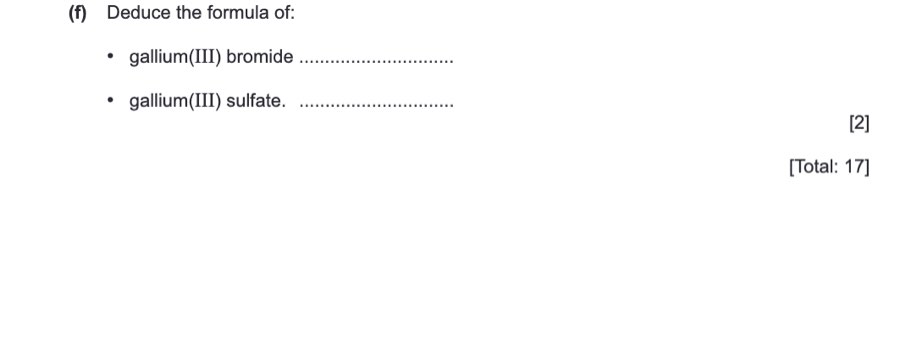 (f) Deduce the formula of:
• gallium(III) bromide ..............................
• gallium(III) sulfate. ..............................
[2]
[Total: 17]